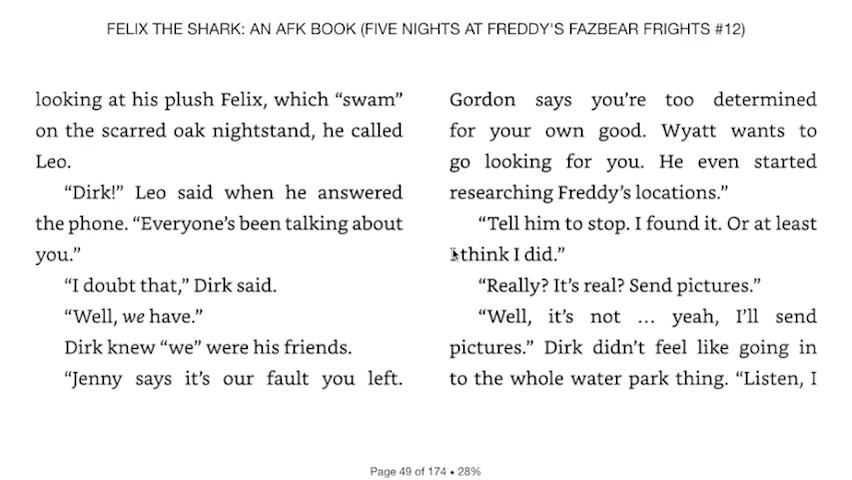 FELIX THE SHARK: AN AFK BOOK (FIVE NIGHTS AT FREDDY'S FAZBEAR FRIGHTS #12)
looking at his plush Felix, which “swam”
on the scarred oak nightstand, he called
Leo.
“Dirk!” Leo said when he answered
the phone. “Everyone’s been talking about
you.”
“I doubt that,” Dirk said.
“Well, we have.”
Dirk knew “we” were his friends.
“Jenny says it’s our fault you left.
Gordon says you’re too determined
for your own good. Wyatt wants to
go looking for you. He even started
researching Freddy’s locations.”
“Tell him to stop. I found it. Or at least
I think I did.”
“Really? It’s real? Send pictures.”
“Well, it’s not … yeah, I’ll send
pictures.” Dirk didn’t feel like going in
to the whole water park thing. “Listen, I
Page 49 of 174 • 28%